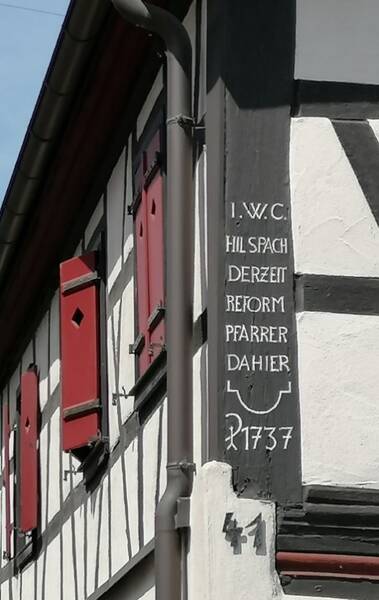 I.W.C.
HILSPACH
DERZEIT
REFORM
PFARRER
DAHIER
1737
41